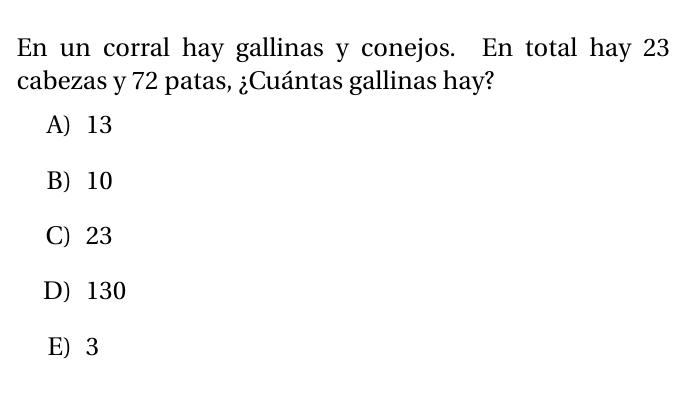 En un corral hay gallinas y conejos. En total hay 23
cabezas y 72 patas, ¿Cuántas gallinas hay?
A) 13
B) 10
C) 23
D) 130
E) 3